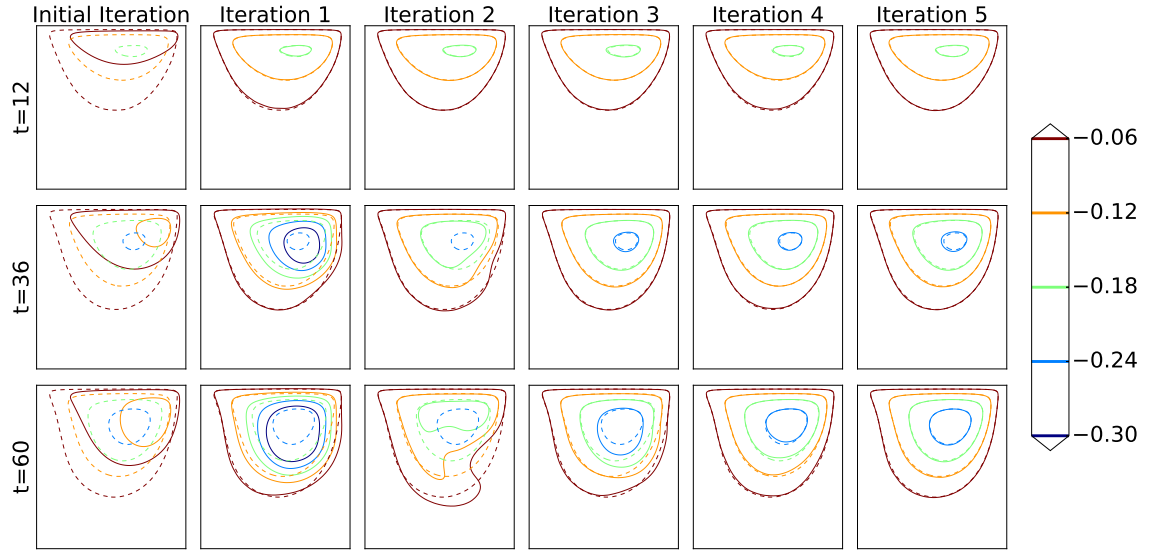 Initial Iteration Iteration 1 Iteration 2 Iteration 3 Iteration 4 Iteration 5
t=12
t=36
t=60
−0.06
−0.12
−0.18
−0.24
−0.30